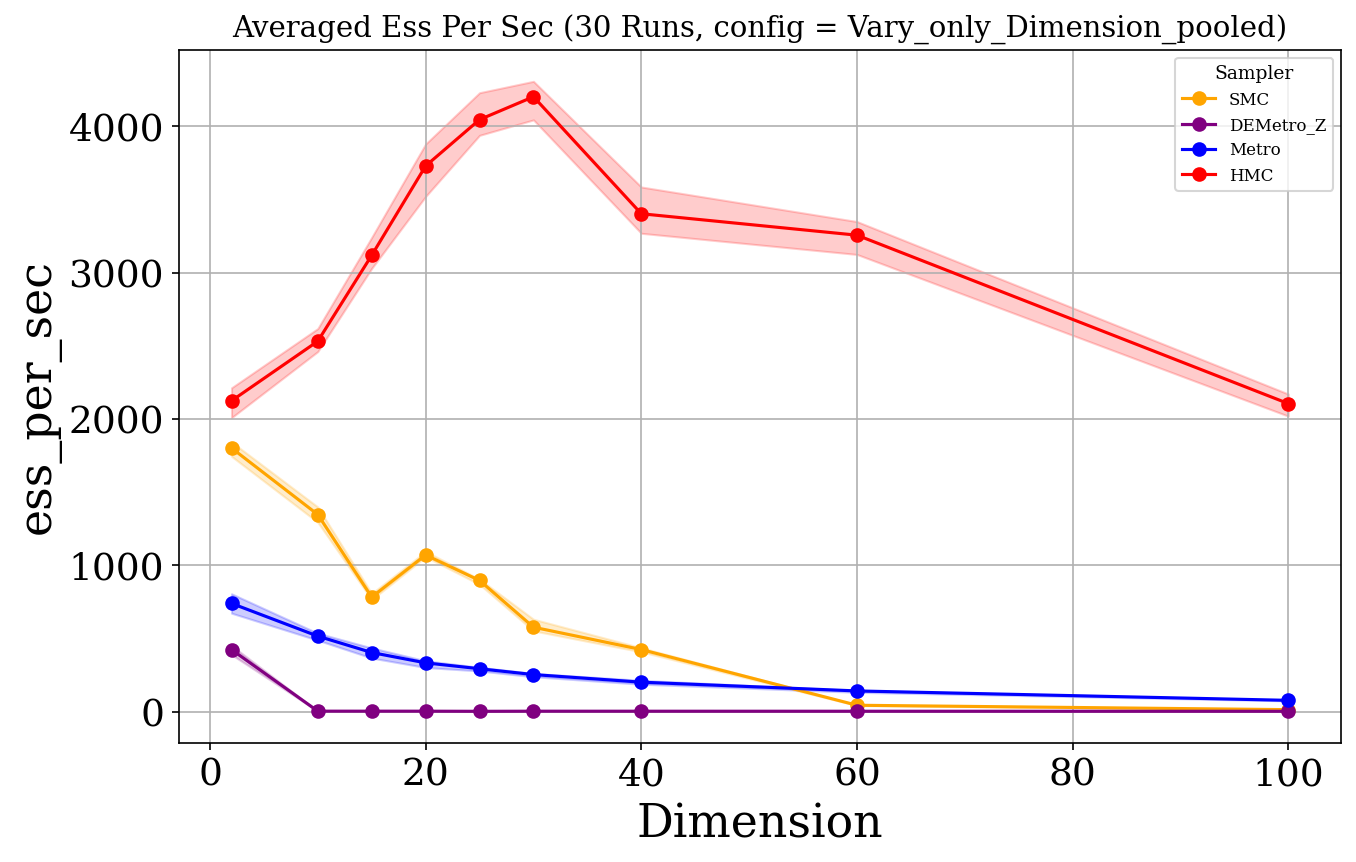 Averaged Ess Per Sec (30 Runs, config = Vary_only_Dimension_pooled)
Sampler
SMC
DEMetro_Z
Metro
HMC
ess_per_sec
4000
3000
2000
1000
0
0 20 40 60 80 100
Dimension